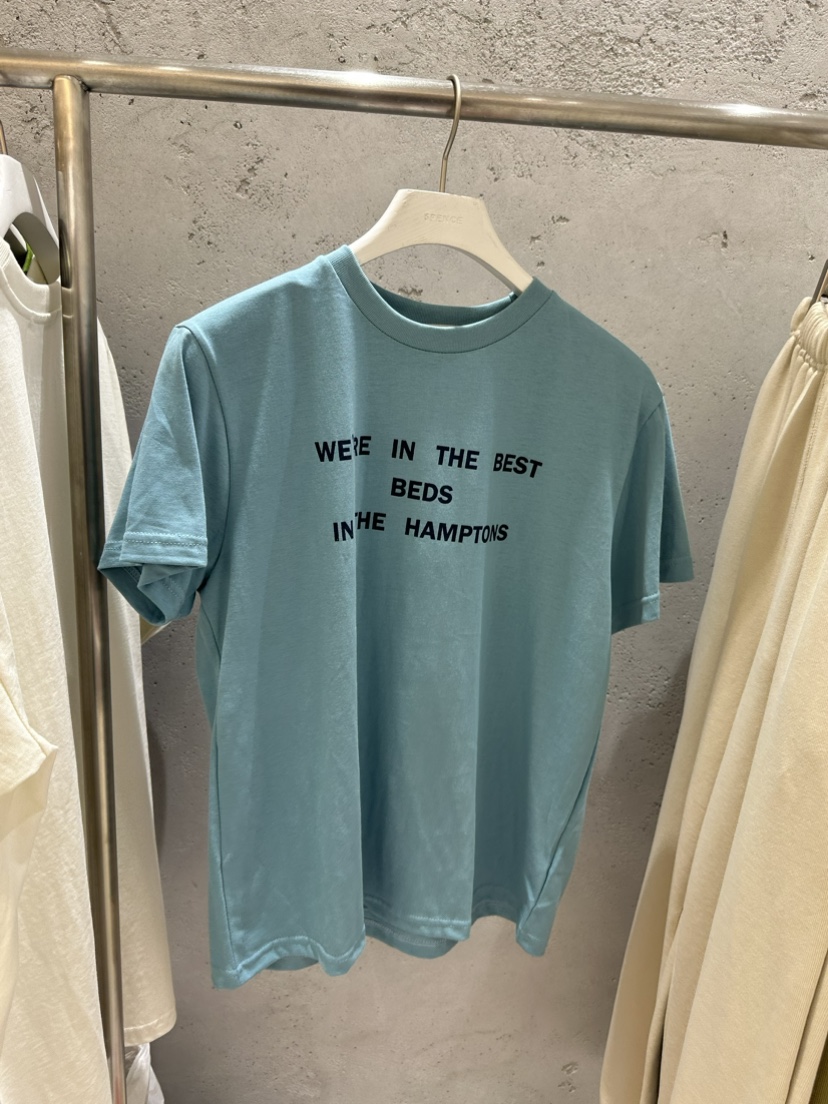 WE'RE IN THE BEST
BEDS
IN THE HAMPTONS